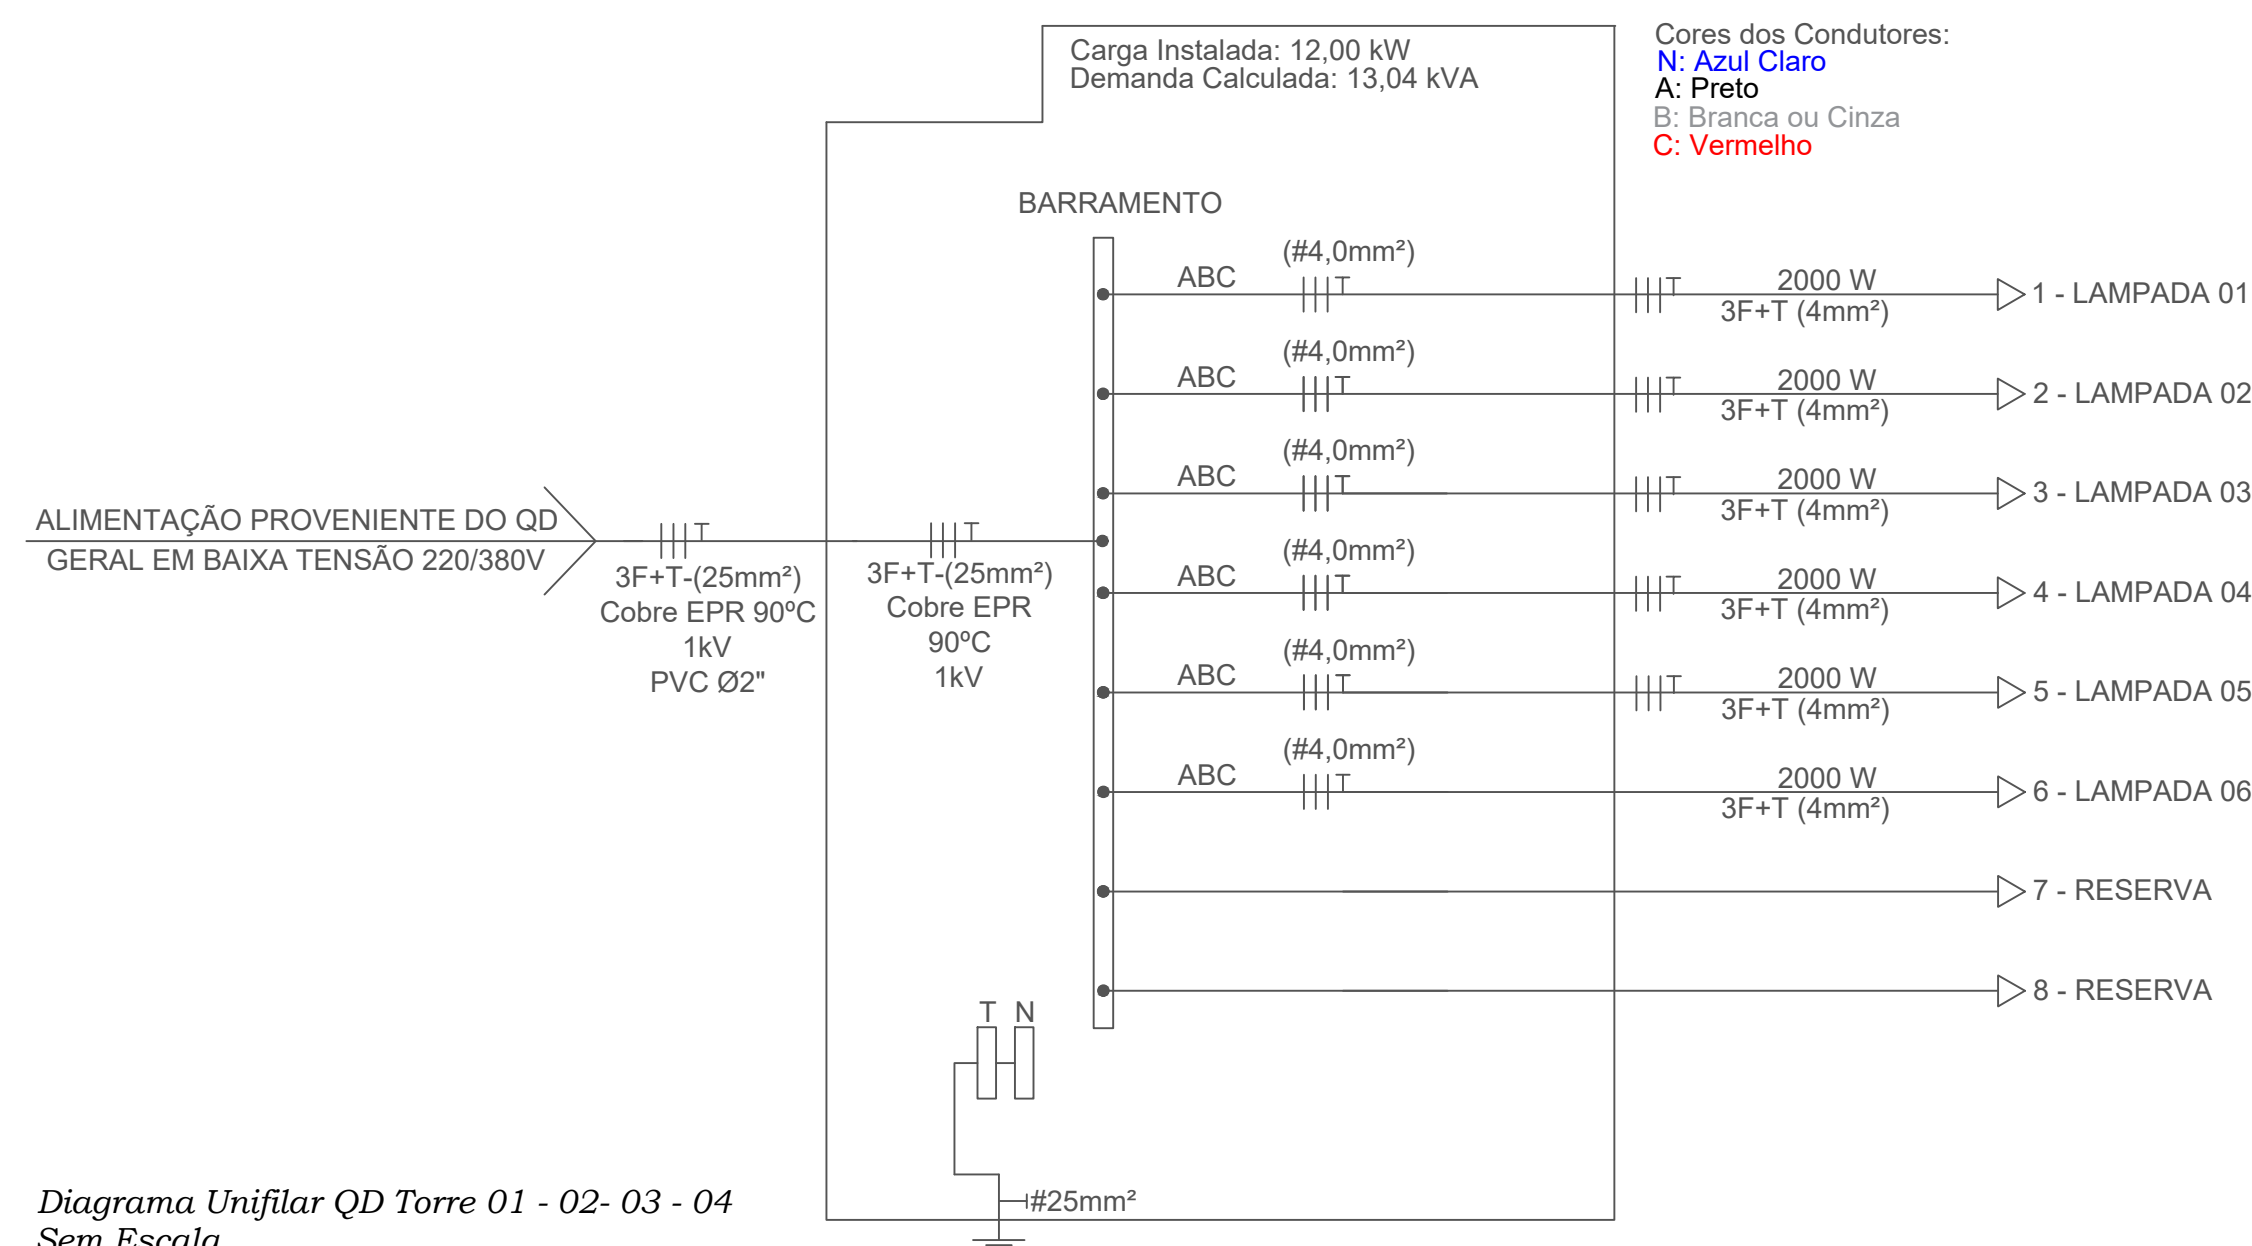 Carga Instalada: 12,00 kW
Demanda Calculada: 13,04 kVA
Cores dos Condutores:
N: Azul Claro
A: Preto
B: Branca ou Cinza
C: Vermelho
BARRAMENTO
ABC
(#4,0mm²)
T
T
2000 W
3F+T (4mm²)
1 - LAMPADA 01
ABC
(#4,0mm²)
T
T
2000 W
3F+T (4mm²)
2 - LAMPADA 02
ABC
(#4,0mm²)
T
T
2000 W
3F+T (4mm²)
3 - LAMPADA 03
ALIMENTAÇÃO PROVENIENTE DO QD
GERAL EM BAIXA TENSÃO 220/380V
T
3F+T-(25mm²)
Cobre EPR 90ºC
1kV
PVC Ø2"
T
3F+T-(25mm²)
Cobre EPR
90ºC
1kV
ABC
(#4,0mm²)
T
T
2000 W
3F+T (4mm²)
4 - LAMPADA 04
ABC
(#4,0mm²)
T
T
2000 W
3F+T (4mm²)
5 - LAMPADA 05
ABC
(#4,0mm²)
T
2000 W
3F+T (4mm²)
6 - LAMPADA 06
7 - RESERVA
8 - RESERVA
T N
#25mm²
Diagrama Unifilar QD Torre 01 - 02- 03 - 04
Sem Escala